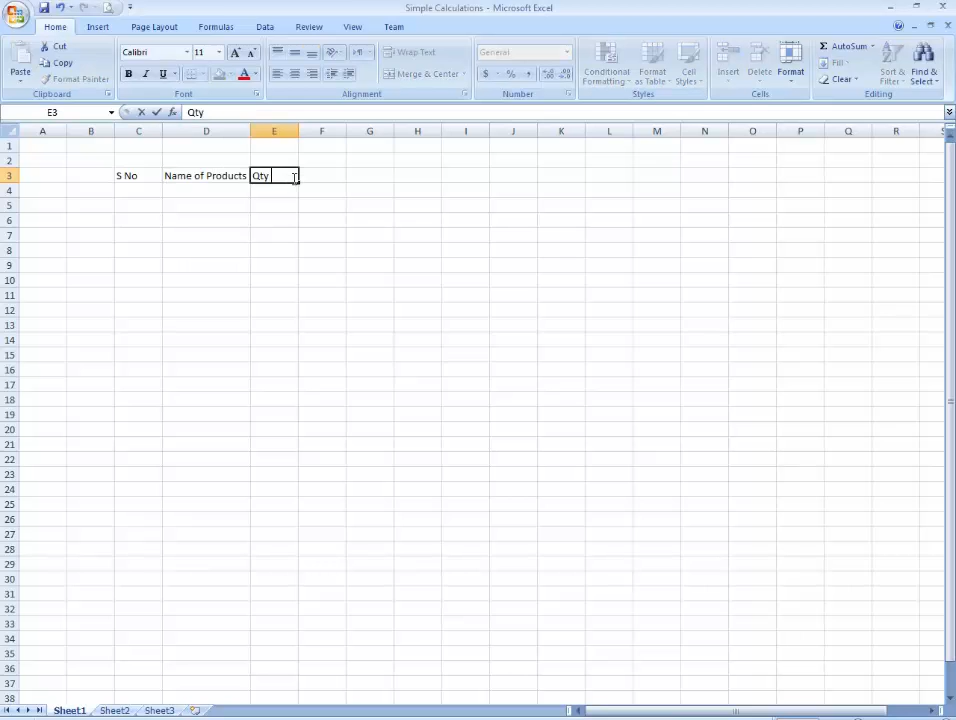 Simple Calculations - Microsoft Excel
Home Insert Page Layout Formulas Data Review View Team
Paste Cut Copy Format Painter
Calibri 11 A A
B I U A
Wrap Text
Merge & Center
General
$ % ,
Conditional Formatting Format as Table Cell Styles
Insert Delete Format
Σ AutoSum Fill Clear
Sort & Filter Find & Select
Clipboard Font Alignment Number Styles Cells Editing
E3 fx Qty
A B C D E F G H I J K L M N O P Q R S
1
2
3 S No Name of Products Qty
4
5
6
7
8
9
10
11
12
13
14
15
16
17
18
19
20
21
22
23
24
25
26
27
28
29
30
31
32
33
34
35
36
37
38
Sheet1 Sheet2 Sheet3